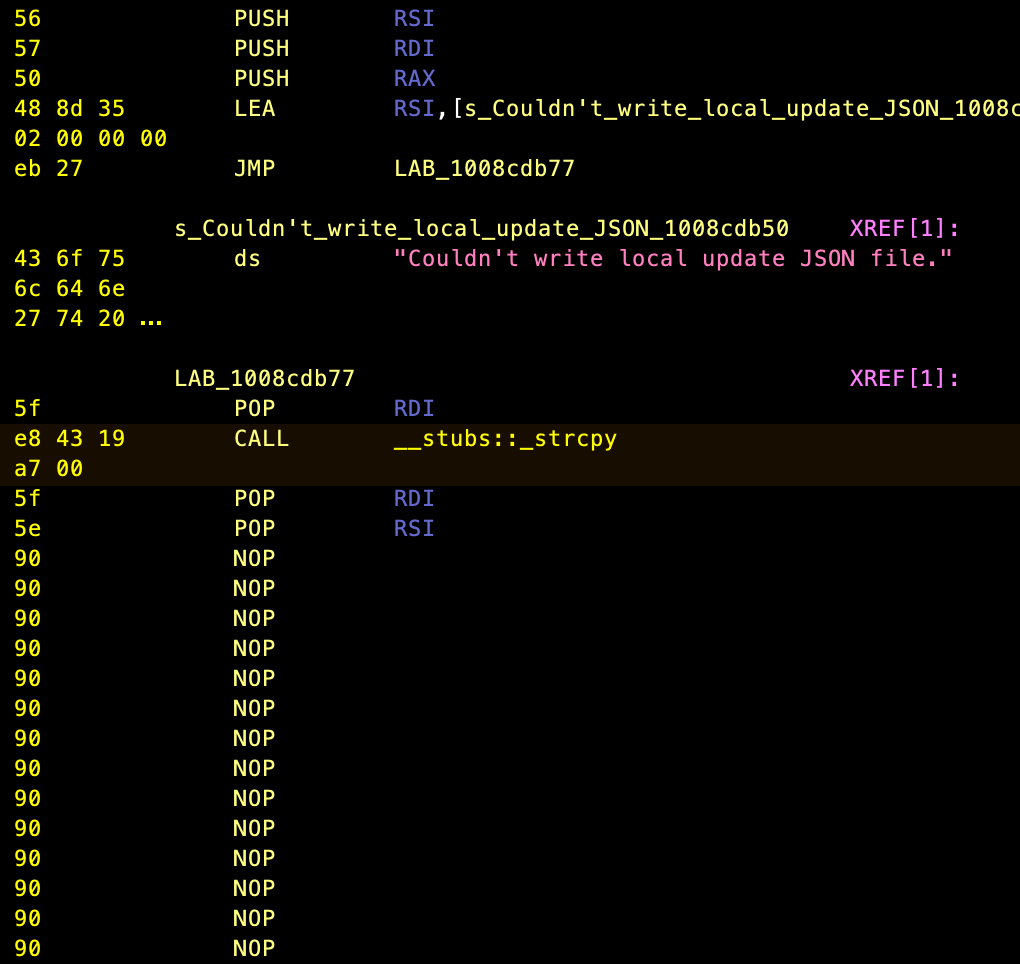 56 PUSH RSI
57 PUSH RDI
50 PUSH RAX
48 8d 35 LEA RSI,[s_Couldn't_write_local_update_JSON_1008c
02 00 00 00
eb 27 JMP LAB_1008cdb77
s_Couldn't_write_local_update_JSON_1008cdb50 XREF[1]:
43 6f 75 ds "Couldn't write local update JSON file."
6c 64 6e
27 74 20 ...
LAB_1008cdb77 XREF[1]:
5f POP RDI
e8 43 19 CALL __stubs::_strcpy
a7 00
5f POP RDI
5e POP RSI
90 NOP
90 NOP
90 NOP
90 NOP
90 NOP
90 NOP
90 NOP
90 NOP
90 NOP
90 NOP
90 NOP
90 NOP
90 NOP
90 NOP